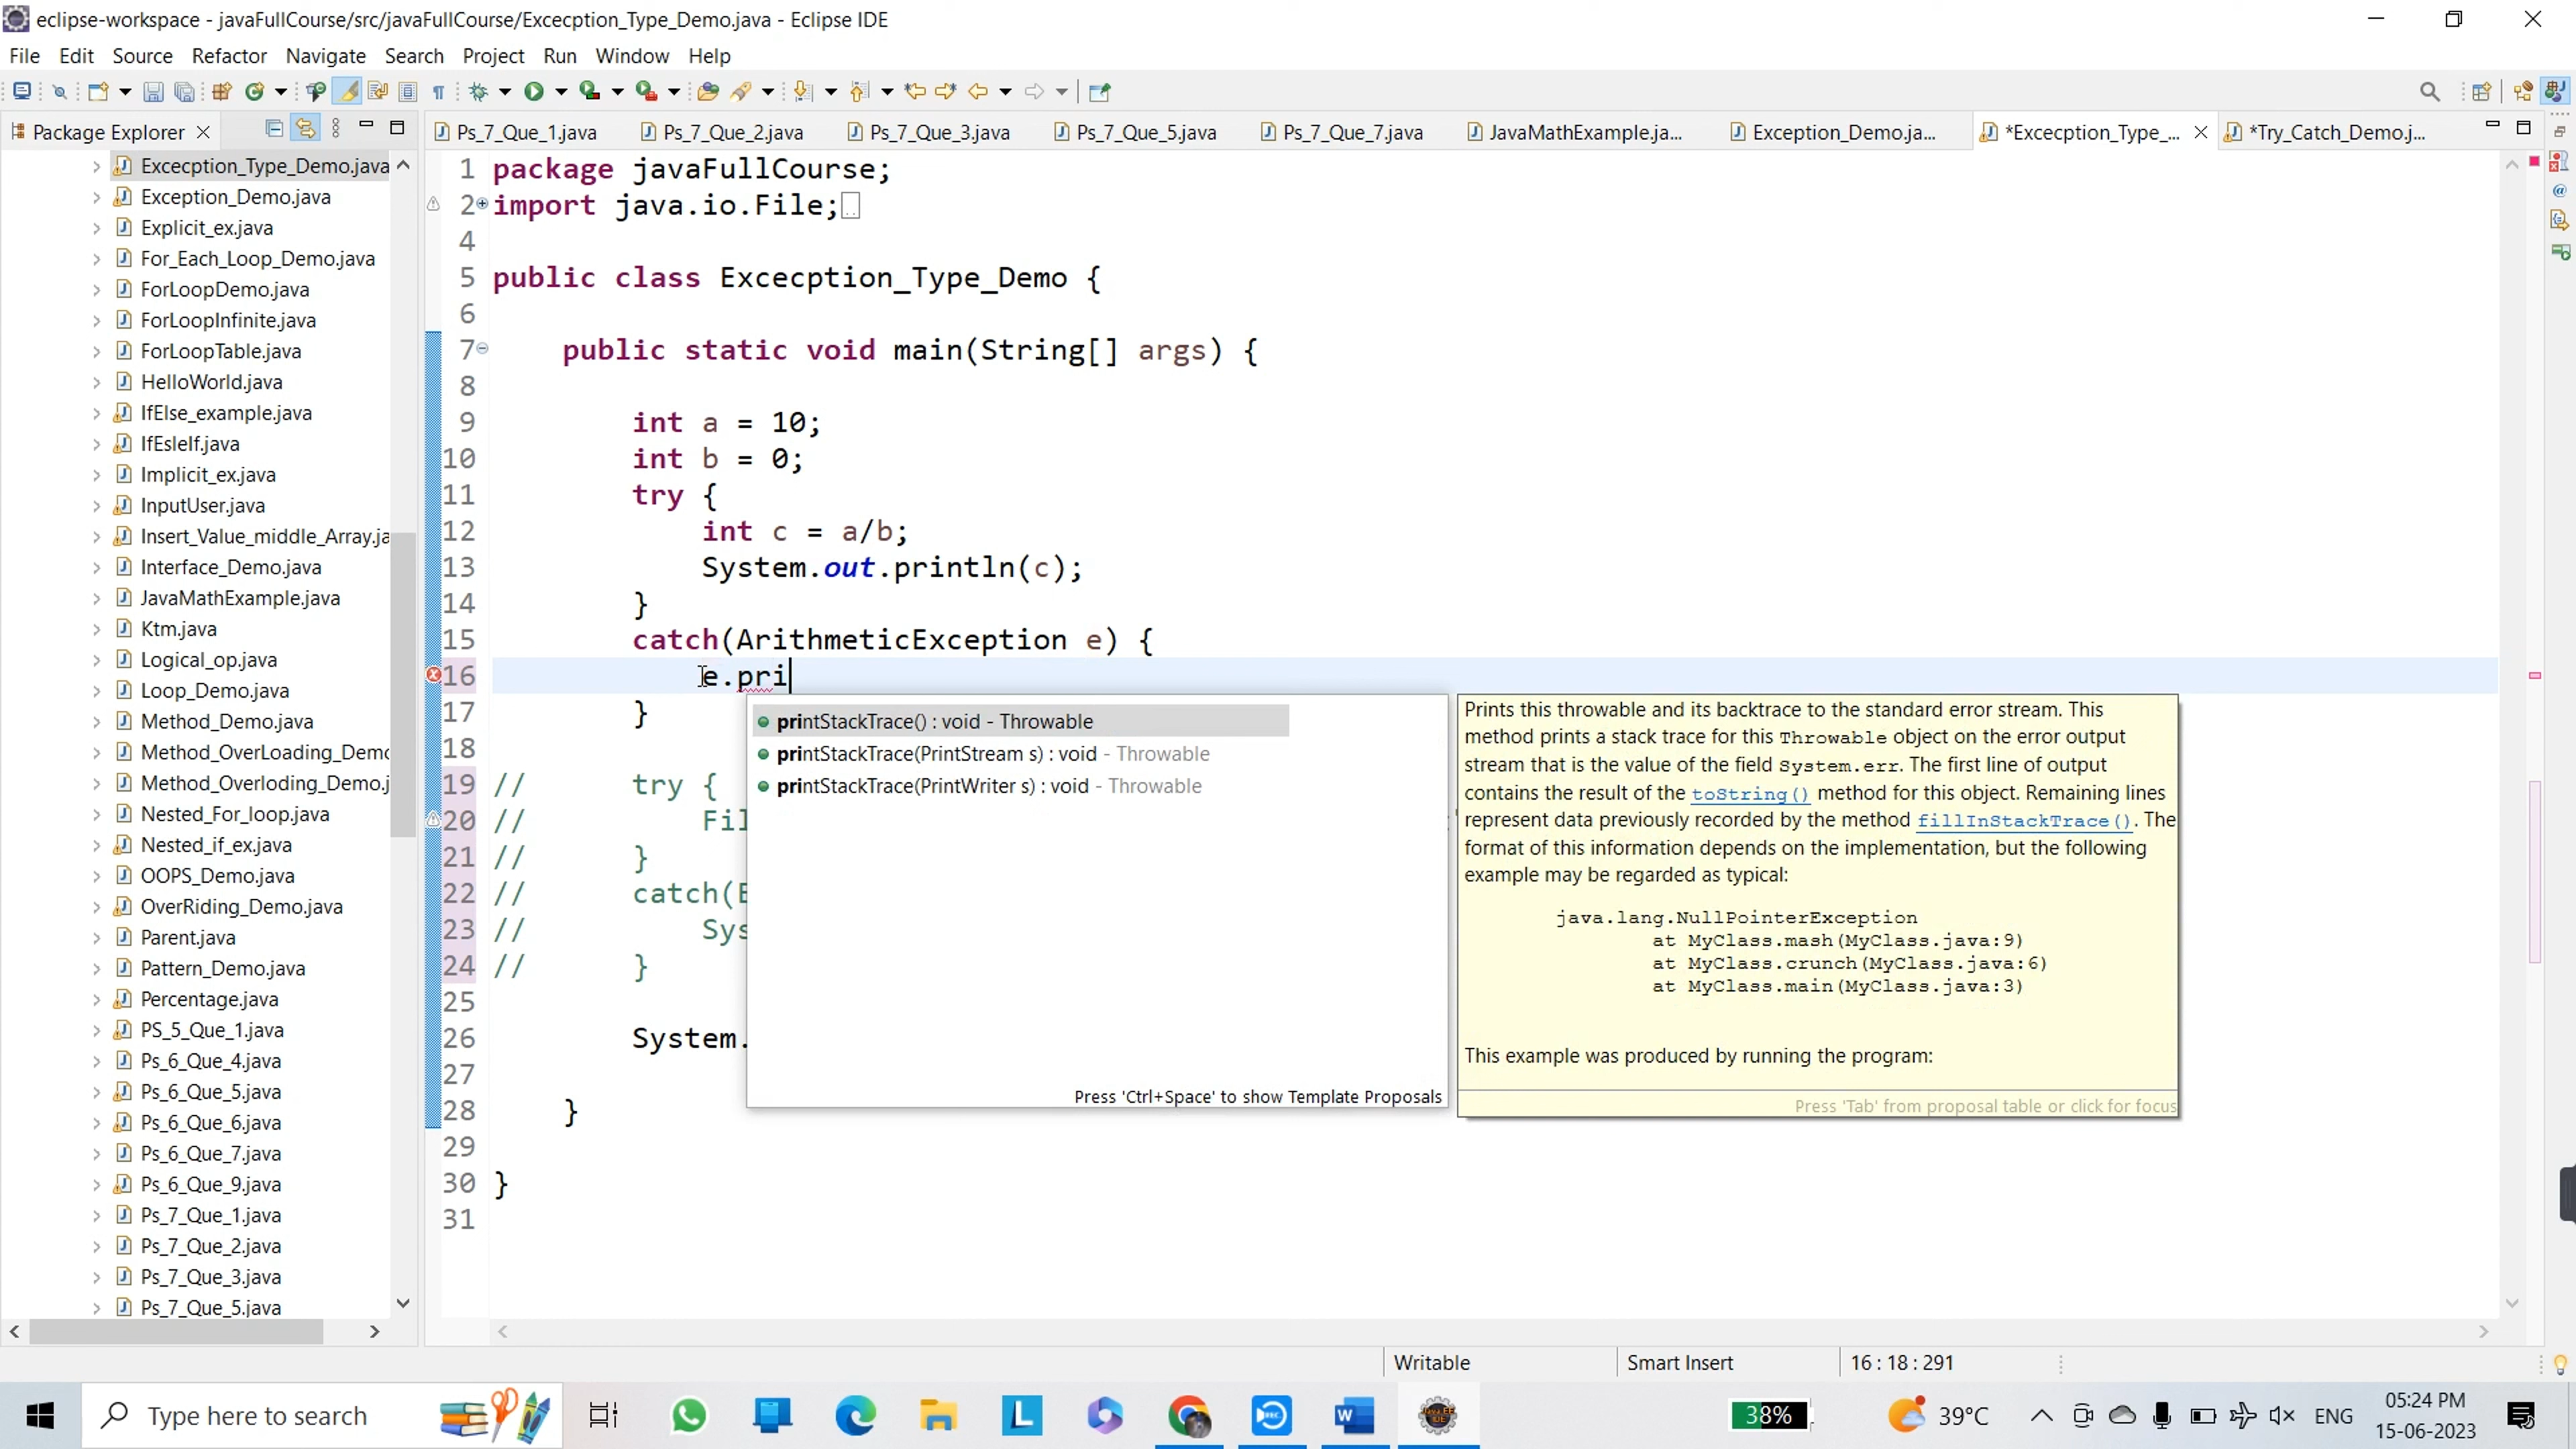 eclipse-workspace - javaFullCourse/src/javaFullCourse/Excecption_Type_Demo.java - Eclipse IDE
File Edit Source Refactor Navigate Search Project Run Window Help
Package Explorer
Ps_7_Que_1.java Ps_7_Que_2.java Ps_7_Que_3.java Ps_7_Que_5.java Ps_7_Que_7.java JavaMathExample.ja... Exception_Demo.ja... *Excecption_Type_... *Try_Catch_Demo.j...
Excecption_Type_Demo.java
Exception_Demo.java
Explicit_ex.java
For_Each_Loop_Demo.java
ForLoopDemo.java
ForLoopInfinite.java
ForLoopTable.java
HelloWorld.java
IfElse_example.java
IfEslelf.java
Implicit_ex.java
InputUser.java
Insert_Value_middle_Array.ja
Interface_Demo.java
JavaMathExample.java
Ktm.java
Logical_op.java
Loop_Demo.java
Method_Demo.java
Method_OverLoading_Demo
Method_Overloding_Demo.j
Nested_For_loop.java
Nested_if_ex.java
OOPS_Demo.java
OverRiding_Demo.java
Parent.java
Pattern_Demo.java
Percentage.java
PS_5_Que_1.java
Ps_6_Que_4.java
Ps_6_Que_5.java
Ps_6_Que_6.java
Ps_6_Que_7.java
Ps_6_Que_9.java
Ps_7_Que_1.java
Ps_7_Que_2.java
Ps_7_Que_3.java
Ps_7_Que_5.java
1 package javaFullCourse;
2 import java.io.File;
4
5 public class Excecption_Type_Demo {
6
7 public static void main(String[] args) {
8
9 int a = 10;
10 int b = 0;
11 try {
12 int c = a/b;
13 System.out.println(c);
14 }
15 catch(ArithmeticException e) {
16 e.pri
17 }
18
19 // try {
20 // Fil
21 // }
22 // catch(E
23 // Sys
24 // }
25
26 System.
27
28 }
29
30 }
31
printStackTrace() : void - Throwable
printStackTrace(PrintStream s) : void - Throwable
printStackTrace(PrintWriter s) : void - Throwable
Press 'Ctrl+Space' to show Template Proposals
Prints this throwable and its backtrace to the standard error stream. This
method prints a stack trace for this Throwable object on the error output
stream that is the value of the field System.err. The first line of output
contains the result of the toString() method for this object. Remaining lines
represent data previously recorded by the method fillInStackTrace(). The
format of this information depends on the implementation, but the following
example may be regarded as typical:
java.lang.NullPointerException
at MyClass.mash(MyClass.java:9)
at MyClass.crunch(MyClass.java:6)
at MyClass.main(MyClass.java:3)
This example was produced by running the program:
Press 'Tab' from proposal table or click for focus
Writable Smart Insert 16 : 18 : 291
Type here to search
38% 39°C ENG 05:24 PM
15-06-2023